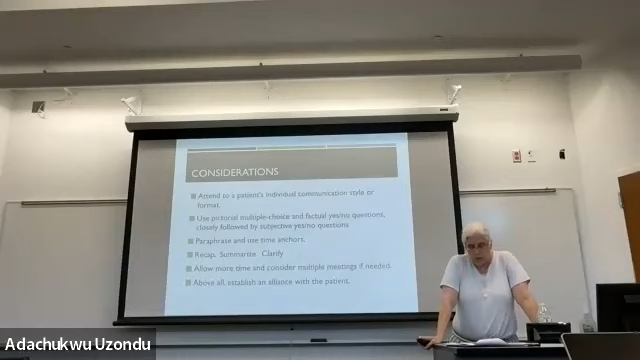 CONSIDERATIONS
Attend to a patient's individual communication style or
format.
Use pictorial multiple-choice and factual yes/no questions,
closely followed by subjective yes/no questions
Paraphrase and use time anchors.
Recap. Summarize Clarify
Allow more time and consider multiple meetings if needed.
Above all, establish an alliance with the patient.
Adachukwu Uzondu